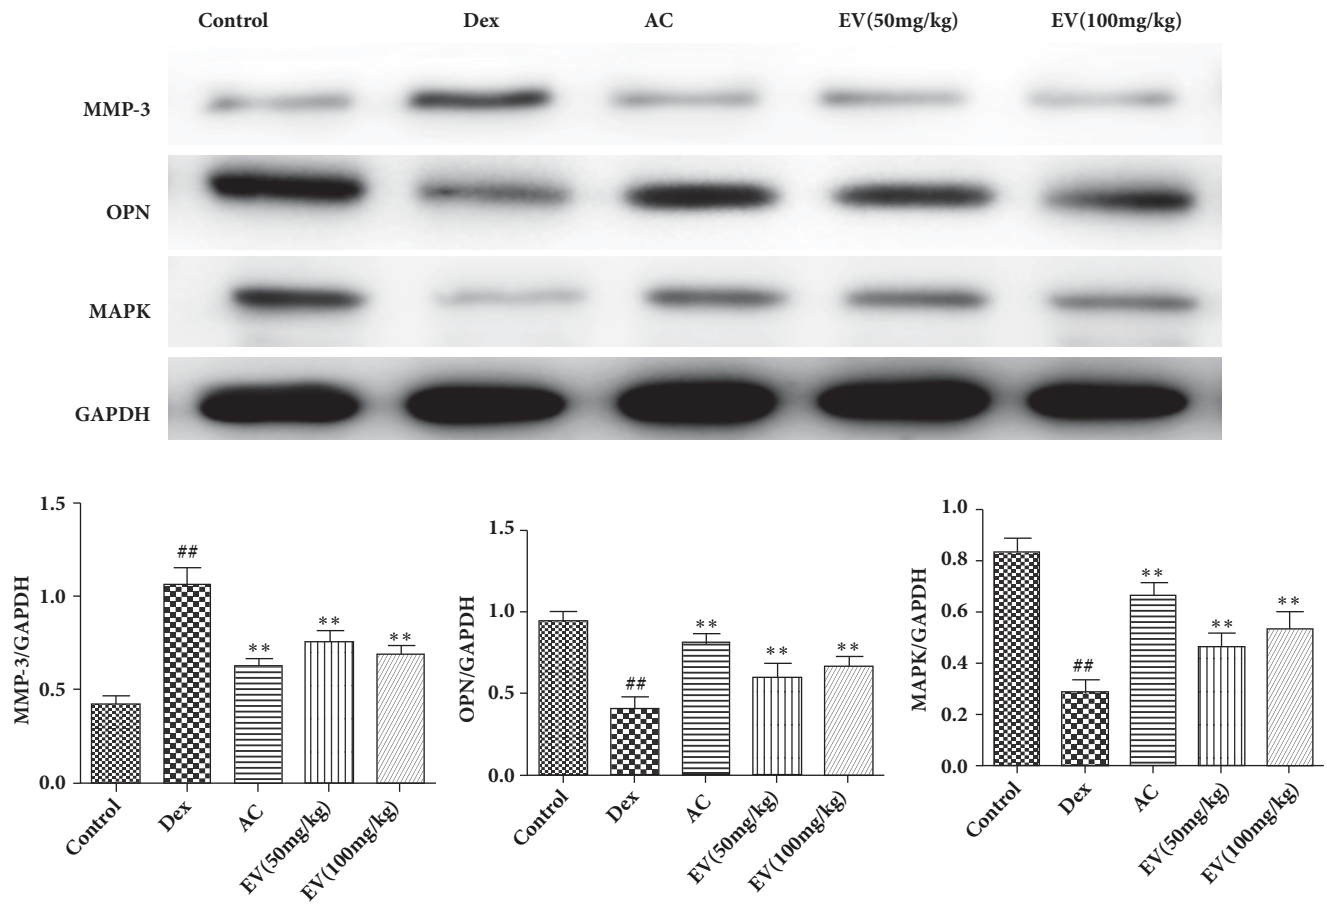 Control Dex AC EV(50mg/kg) EV(100mg/kg)
MMP-3
OPN
MAPK
GAPDH
MMP-3/GAPDH
1.5
1.0
0.5
0.0
##
**
**
**
Control
Dex
AC
EV(50mg/kg)
EV(100mg/kg)
OPN/GAPDH
1.5
1.0
0.5
0.0
##
**
**
**
Control
Dex
AC
EV(50mg/kg)
EV(100mg/kg)
MAPK/GAPDH
1.0
0.8
0.6
0.4
0.2
0.0
##
**
**
**
Control
Dex
AC
EV(50mg/kg)
EV(100mg/kg)